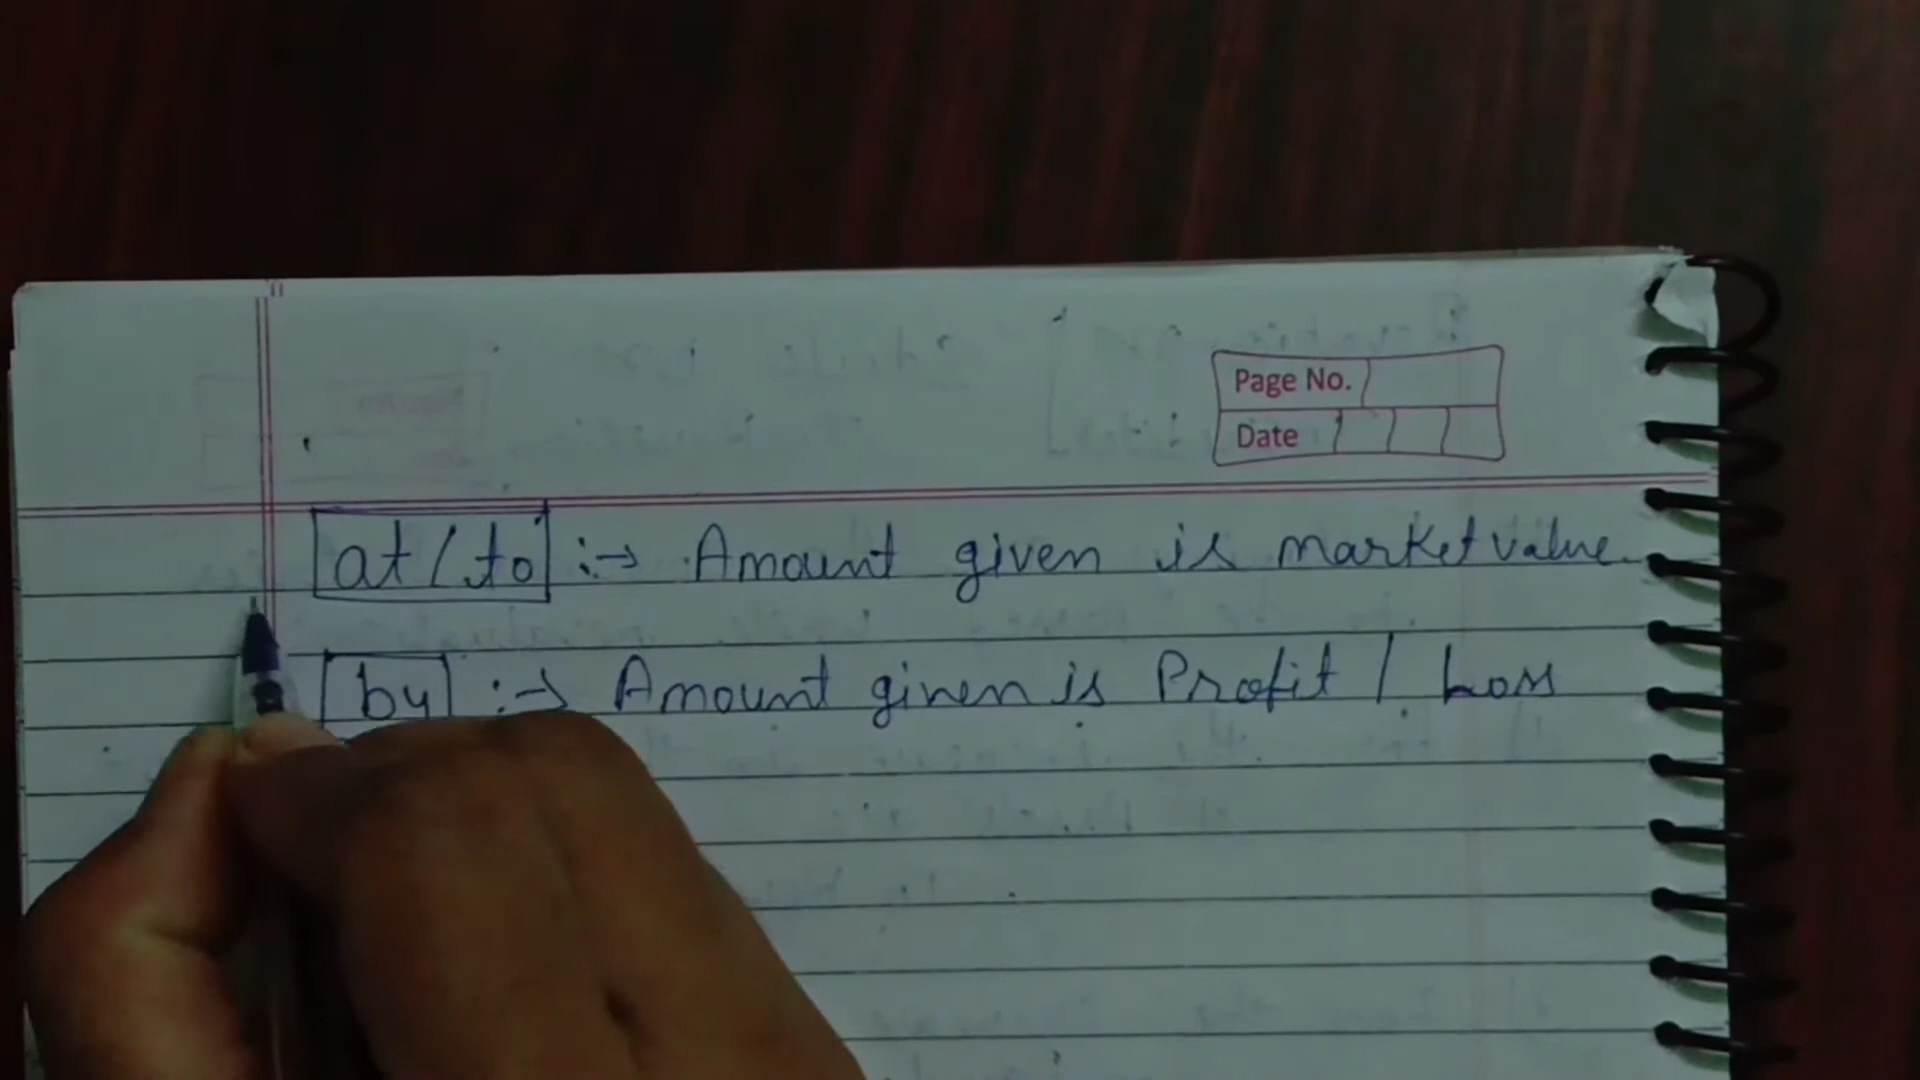 Page No.
Date
at / to :→ Amount given is market value.
by :→ Amount given is Profit / Loss